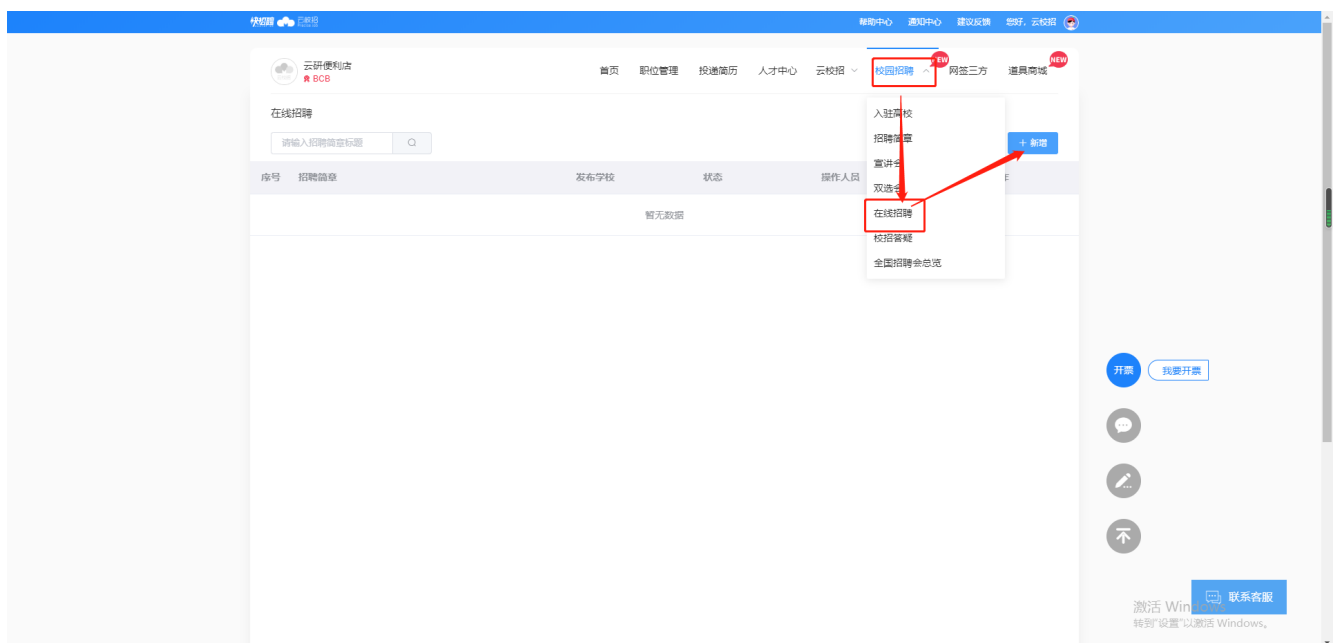 快招聘 云校招 帮助中心 通知中心 建议反馈 您好，云校招
云研便利店
BCB
首页 职位管理 投递简历 人才中心 云校招 校园招聘 网签三方 道具商城 NEW
在线招聘
请输入招聘简章标题
+ 新增
序号 招聘简章 发布学校 状态 操作人员
暂无数据
入驻高校
招聘简章
宣讲会
双选会
在线招聘
校招答疑
全国招聘会总览
开票 我要开票
联系客服
激活 Windows
转到"设置"以激活 Windows。